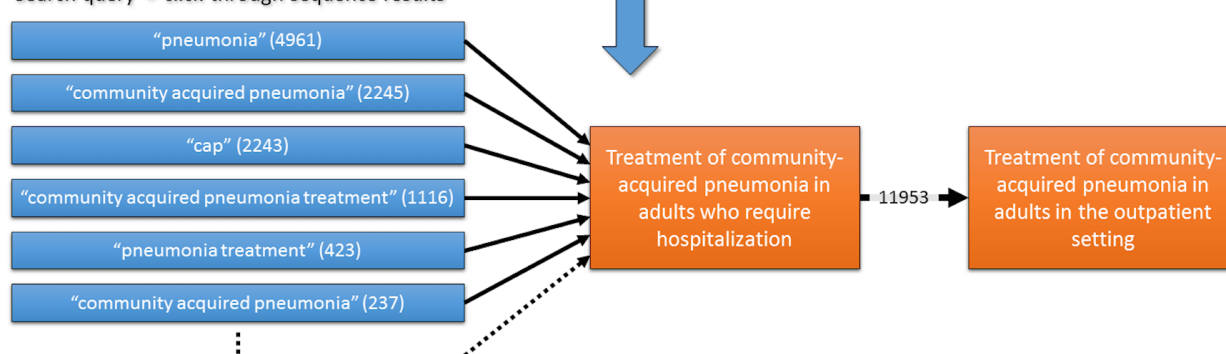 “pneumonia” (4961)
“community acquired pneumonia” (2245)
“cap” (2243)
“community acquired pneumonia treatment” (1116)
“pneumonia treatment” (423)
“community acquired pneumonia” (237)
Treatment of community-
acquired pneumonia in
adults who require
hospitalization
11953
Treatment of community-
acquired pneumonia in
adults in the outpatient
setting